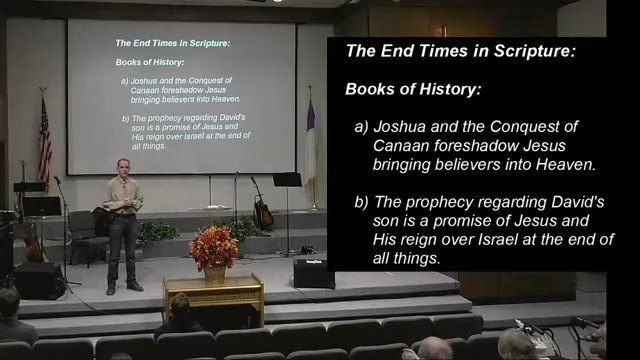 The End Times in Scripture:
Books of History:
a) Joshua and the Conquest of
Canaan foreshadow Jesus
bringing believers into Heaven.
b) The prophecy regarding David's
son is a promise of Jesus and
His reign over Israel at the end of
all things.
The End Times in Scripture:
Books of History:
a) Joshua and the Conquest of
Canaan foreshadow Jesus
bringing believers into Heaven.
b) The prophecy regarding David's
son is a promise of Jesus and
His reign over Israel at the end of
all things.